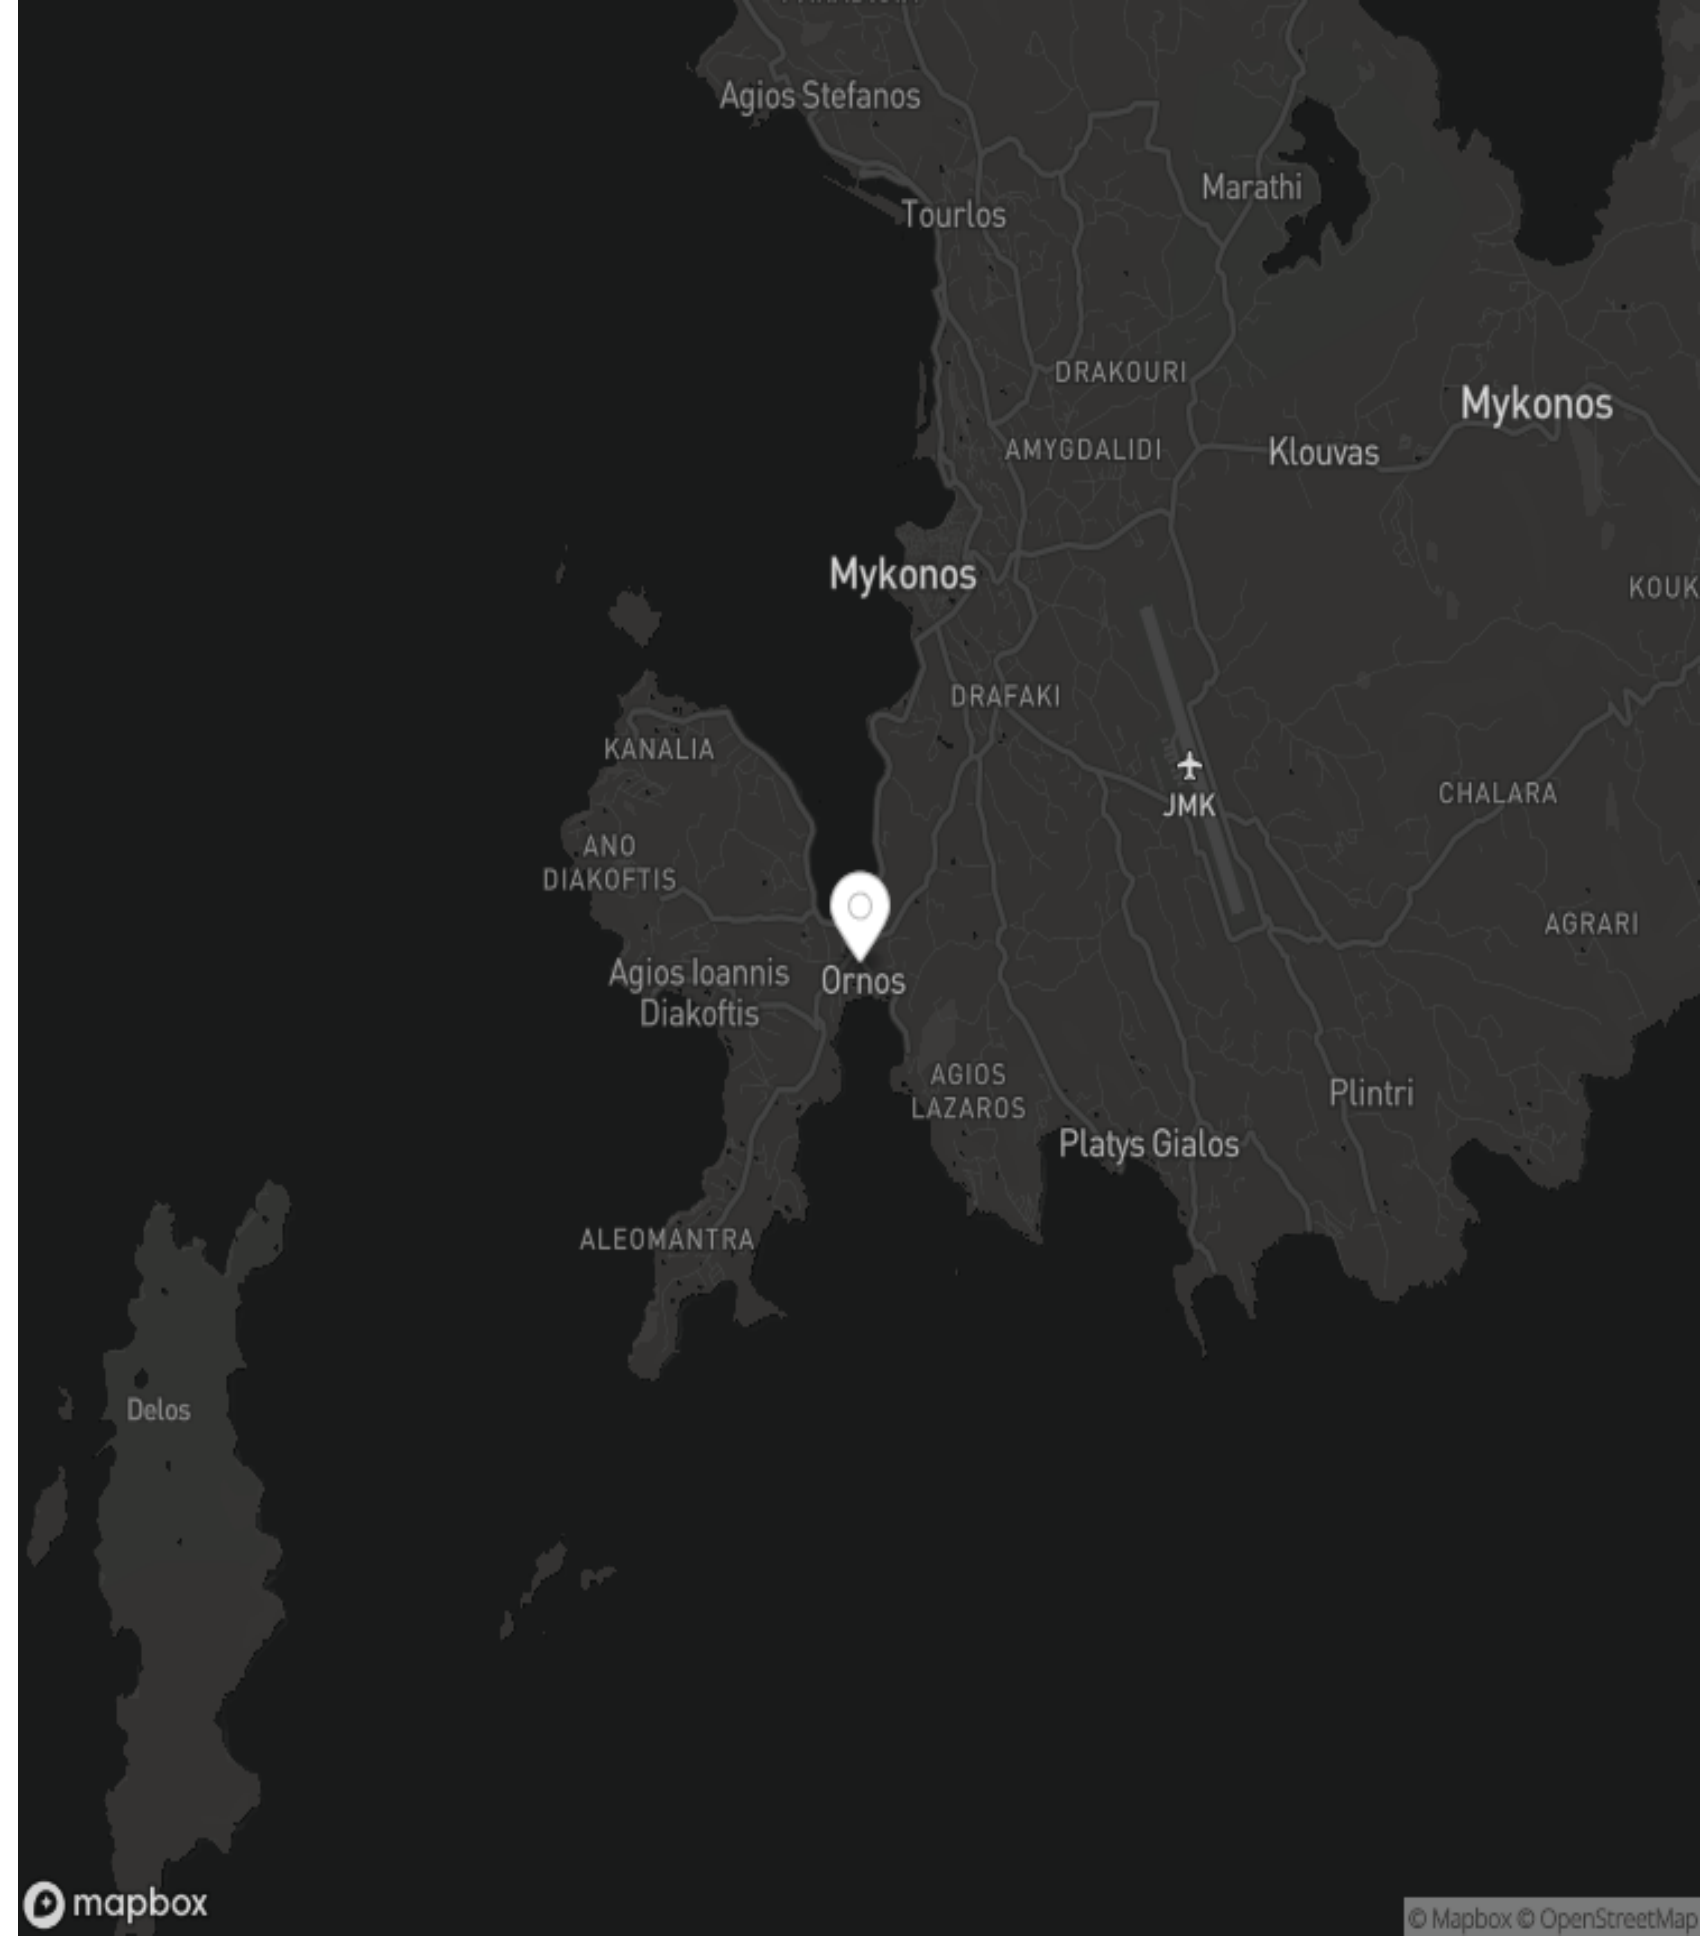 Agios Stefanos
Marathi
Tourlos
DRAKOURI
Mykonos
AMYGDALIDI
Klouvas
Mykonos
KOUK
DRAFAKI
KANALIA
JMK
CHALARA
ANO
DIAKOFTIS
AGRARI
Agios Ioannis
Diakoftis
Ornos
AGIOS
LAZAROS
Plintri
Platys Gialos
ALEOMANTRA
Delos
mapbox
© Mapbox © OpenStreetMap